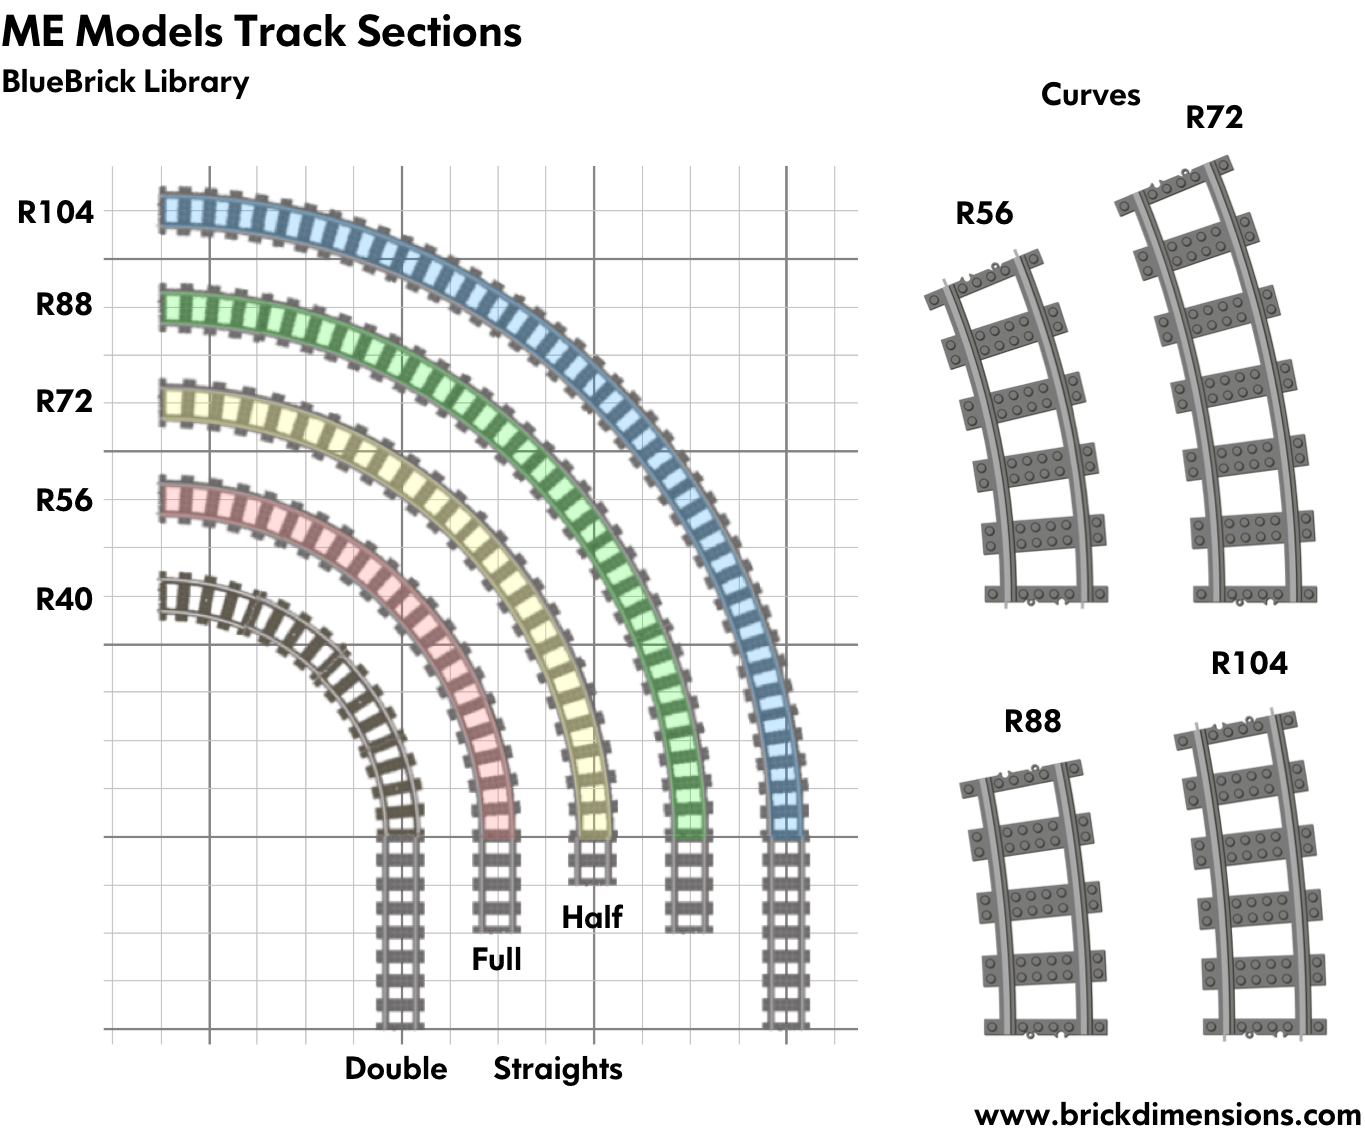 ME Models Track Sections
BlueBrick Library
Curves
R72
R56
R104
R88
R72
R56
R40
R104
R88
Half
Full
Double
Straights
www.brickdimensions.com